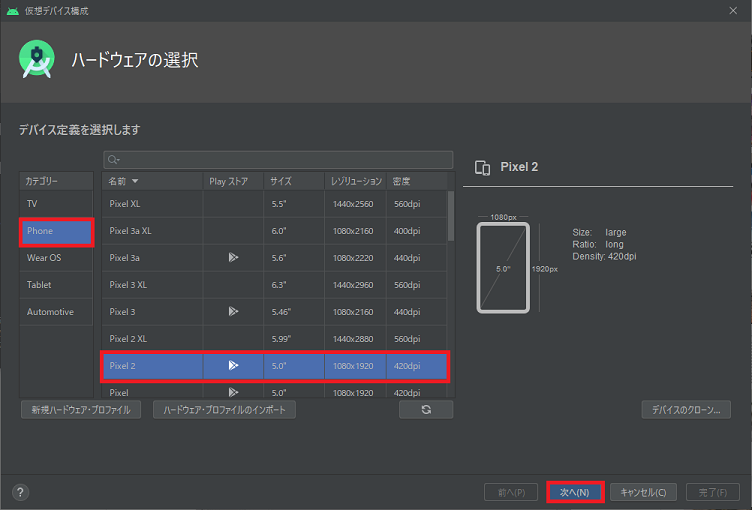 仮想デバイス構成
ハードウェアの選択
デバイス定義を選択します
カテゴリー
TV
Phone
Wear OS
Tablet
Automotive
名前 Play ストア サイズ レゾリューション 密度
Pixel XL 5.5" 1440x2560 560dpi
Pixel 3a XL 6.0" 1080x2160 400dpi
Pixel 3a 5.6" 1080x2220 440dpi
Pixel 3 XL 6.3" 1440x2960 560dpi
Pixel 3 5.46" 1080x2160 440dpi
Pixel 2 XL 5.99" 1440x2880 560dpi
Pixel 2 5.0" 1080x1920 420dpi
Pixel 5.0" 1080x1920 420dpi
新規ハードウェア・プロファイル ハードウェア・プロファイルのインポート
Pixel 2
1080px
5.0"
1920px
Size: large
Ratio: long
Density: 420dpi
デバイスのクローン...
?
前へ(P) 次へ(N) キャンセル(C) 完了(F)